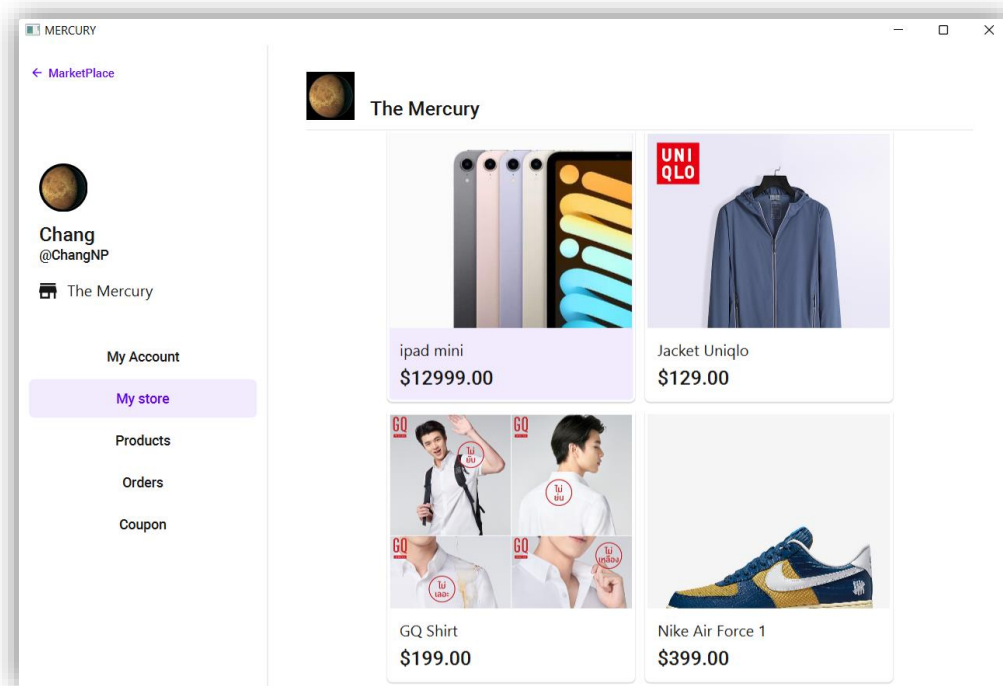 MERCURY
← MarketPlace
Chang
@ChangNP
The Mercury
My Account
My store
Products
Orders
Coupon
The Mercury
ipad mini
$12999.00
UNI
QLO
Jacket Uniqlo
$129.00
GQ
ไม่
ยับ
GQ
ไม่
ย่น
GQ
ไม่
เลอะ
GQ
ไม่
เหลือง
GQ Shirt
$199.00
Nike Air Force 1
$399.00